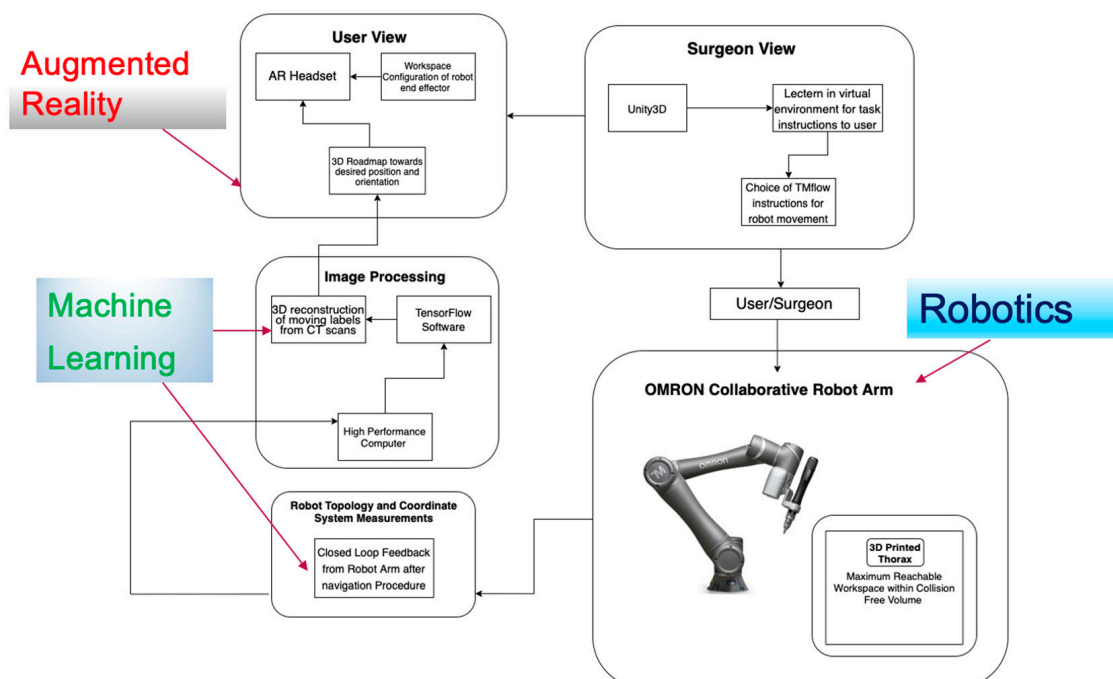 Augmented
Reality
User View
AR Headset
Workspace
Configuration of robot
end effector
3D Roadmap towards
desired position and
orientation
Surgeon View
Unity3D
Lectern in virtual
environment for task
instructions to user
Choice of TMflow
instructions for
robot movement
Machine
Learning
Image Processing
3D reconstruction
of moving labels
from CT scans
TensorFlow
Software
High Performance
Computer
User/Surgeon
Robotics
Robot Topology and Coordinate
System Measurements
Closed Loop Feedback
from Robot Arm after
navigation Procedure
OMRON Collaborative Robot Arm
TM
OMRON
3D Printed
Thorax
Maximum Reachable
Workspace within Collision
Free Volume